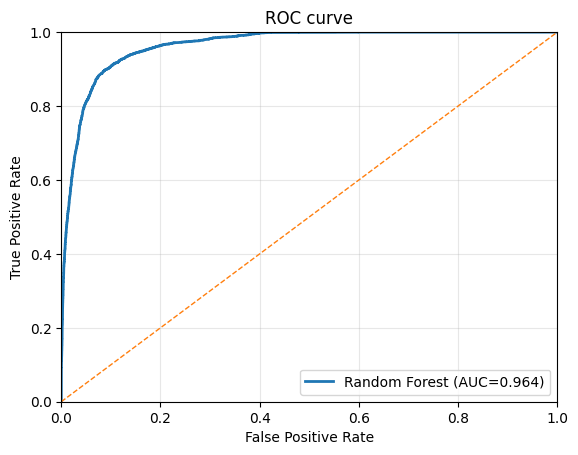 ROC curve
1.0
0.8
0.6
0.4
0.2
0.0
True Positive Rate
Random Forest (AUC=0.964)
0.0 0.2 0.4 0.6 0.8 1.0
False Positive Rate